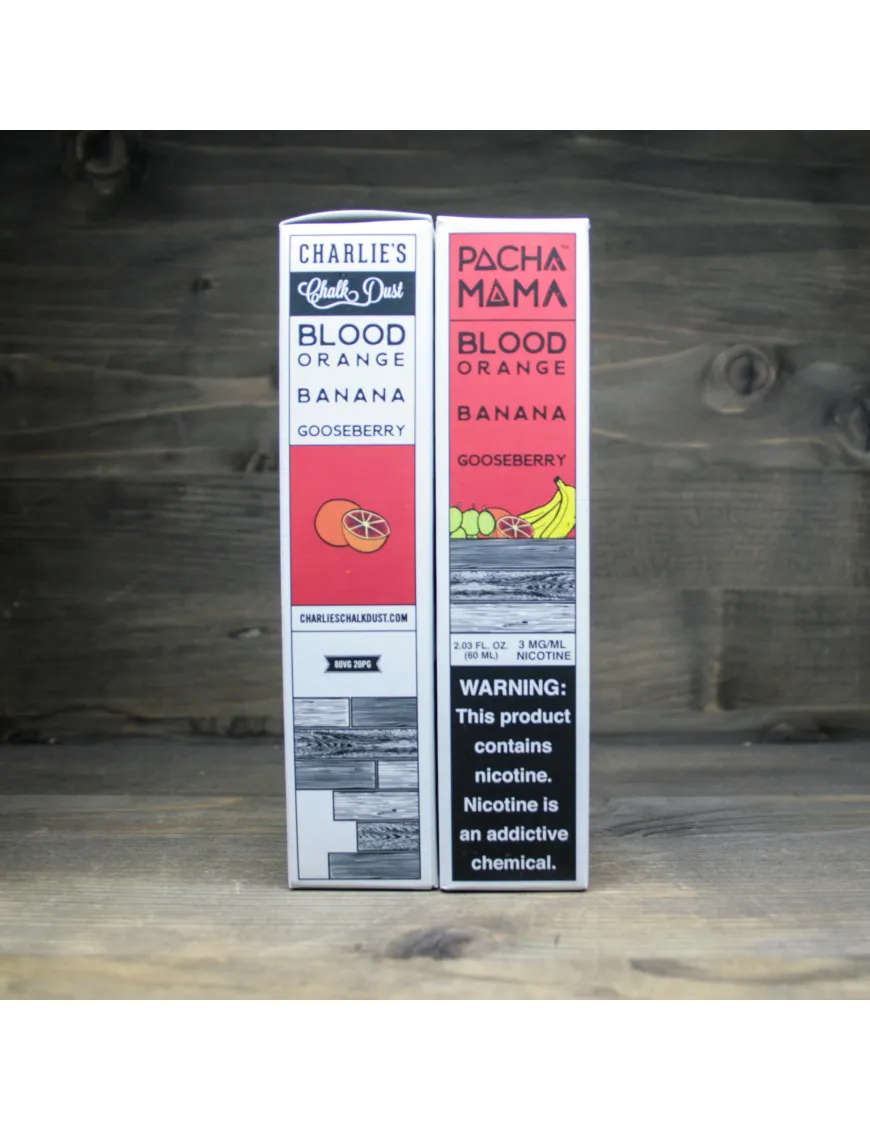 CHARLIE'S
Chalk Dust
BLOOD
ORANGE
BANANA
GOOSEBERRY
CHARLIESCHALKDUST.COM
80VG 20PG
PACHA™
MAMA
BLOOD
ORANGE
BANANA
GOOSEBERRY
2.03 FL. OZ.
(60 ML)
3 MG/ML
NICOTINE
WARNING:
This product
contains
nicotine.
Nicotine is
an addictive
chemical.